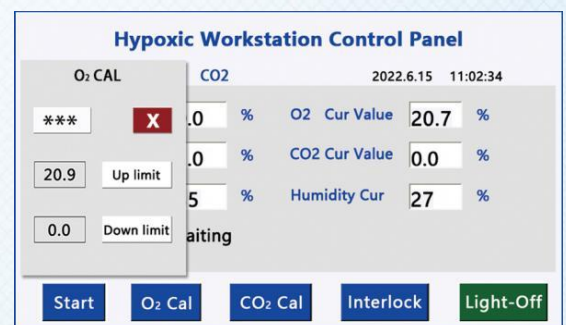 Hypoxic Workstation Control Panel
O₂ CAL CO2 2022.6.15 11:02:34
*** X .0 % O2 Cur Value 20.7 %
20.9 Up limit .0 % CO2 Cur Value 0.0 %
5 % Humidity Cur 27 %
0.0 Down limit aiting
Start O₂ Cal CO₂ Cal Interlock Light-Off